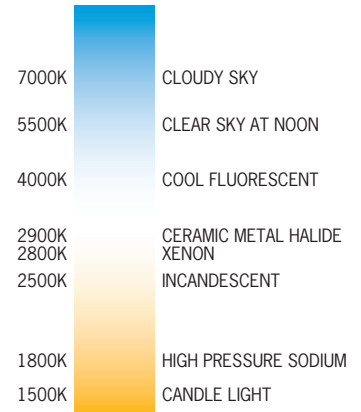 7000K CLOUDY SKY
5500K CLEAR SKY AT NOON
4000K COOL FLUORESCENT
2900K CERAMIC METAL HALIDE
2800K XENON
2500K INCANDESCENT
1800K HIGH PRESSURE SODIUM
1500K CANDLE LIGHT